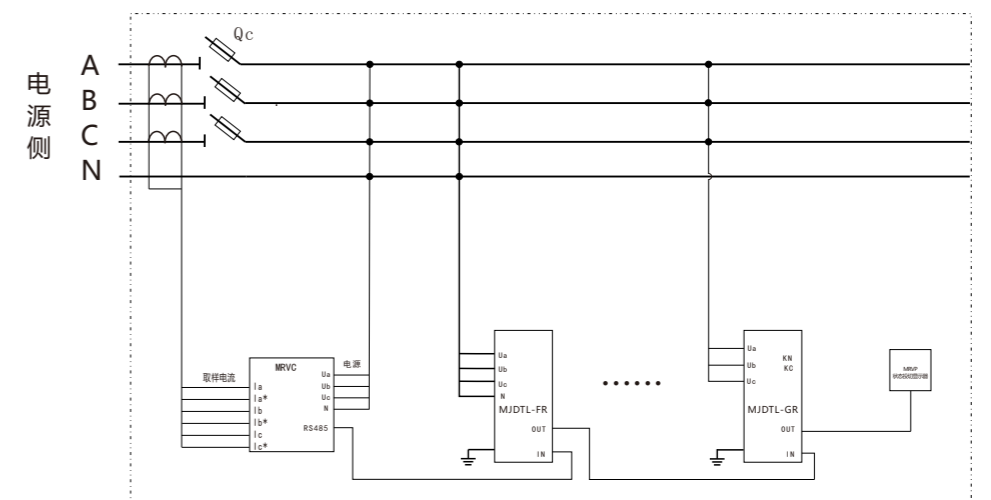 Qc
电源侧
A
B
C
N
取样电流
MRVC
电源
Ia
Ia*
Ib
Ib*
Ic
Ic*
Ua
Ub
Uc
N
RS485
Ua
Ub
Uc
N
MJDTL-FR
OUT
IN
••••••
Ua
Ub
Uc
KN
KC
MJDTL-GR
OUT
IN
MRVP